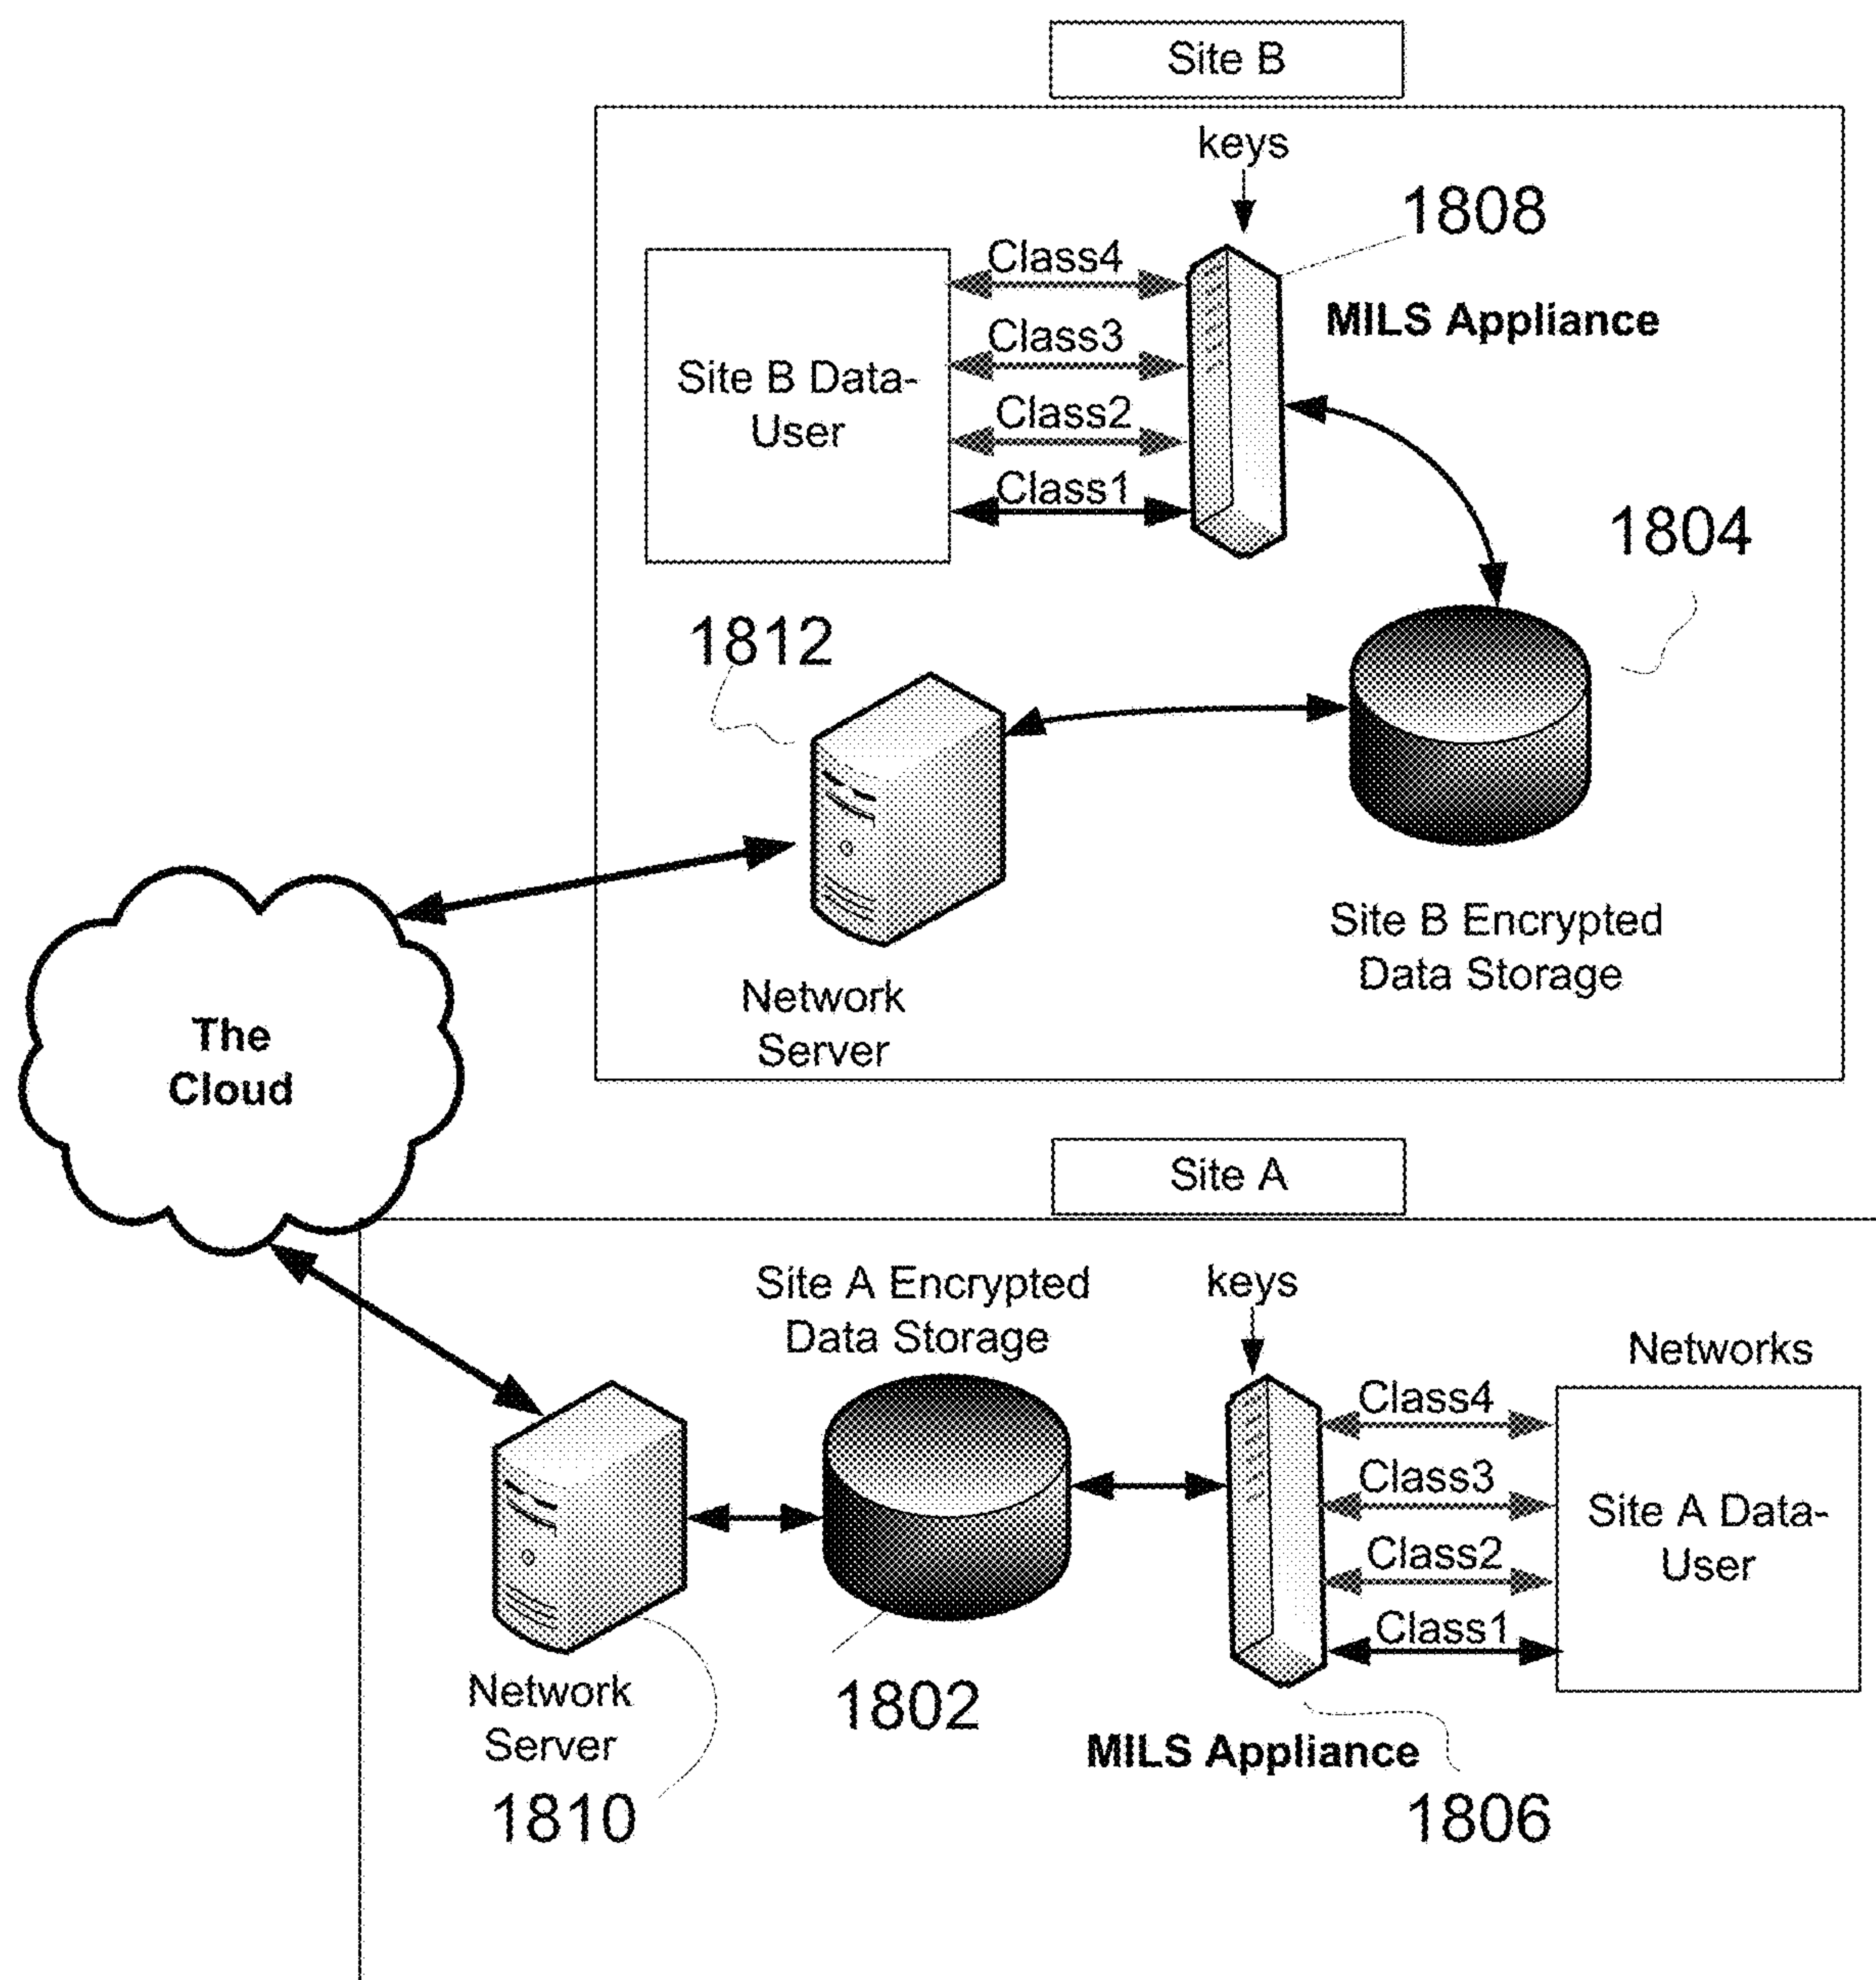 Site B
keys
1808
Class4
MILS Appliance
Class3
Site B Data-
User
Class2
Class1
1804
1812
Site B Encrypted
Data Storage
Network
Server
The
Cloud
Site A
Site A Encrypted
Data Storage
keys
Networks
Class4
Class3
Site A Data-
User
Class2
Class1
Network
Server
1802
MILS Appliance
1810
1806